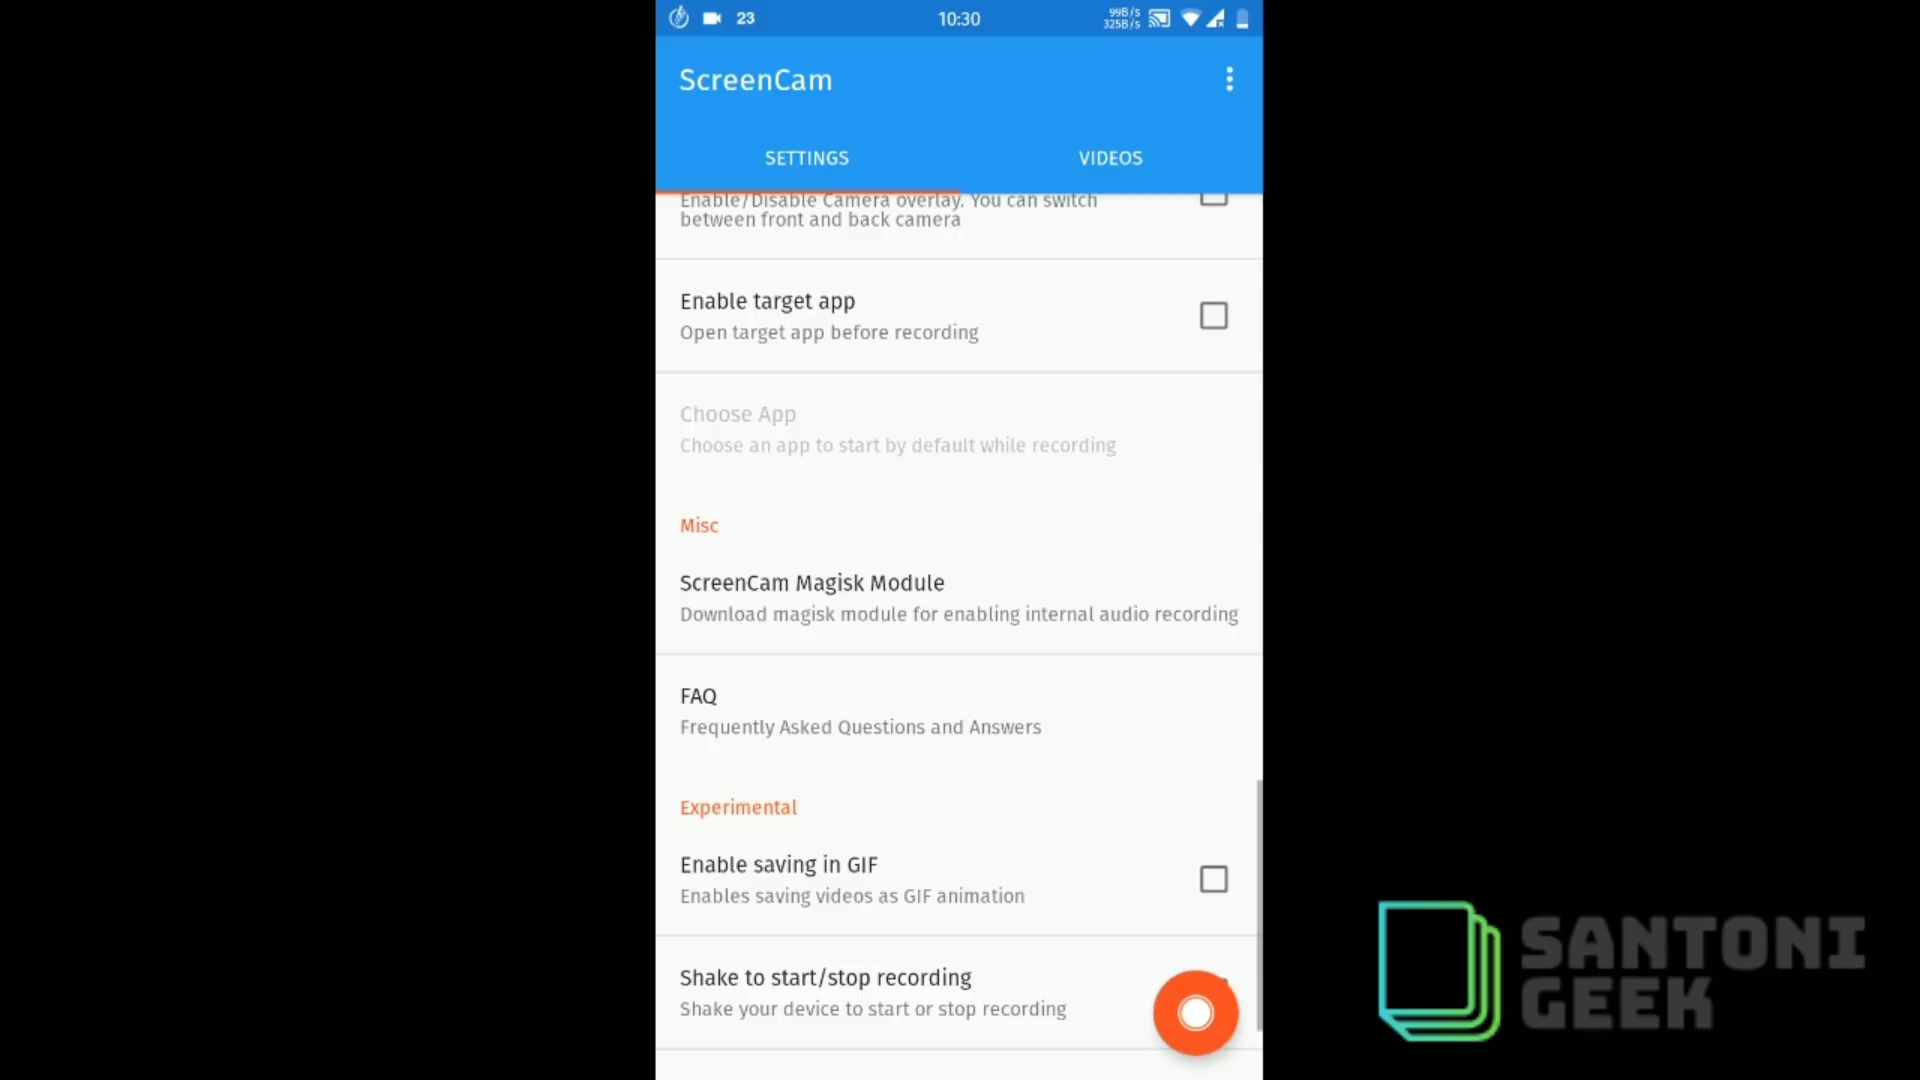 23
10:30
99B/s
325B/s
ScreenCam
SETTINGS
VIDEOS
Enable/Disable Camera overlay. You can switch
between front and back camera
Enable target app
Open target app before recording
Choose App
Choose an app to start by default while recording
Misc
ScreenCam Magisk Module
Download magisk module for enabling internal audio recording
FAQ
Frequently Asked Questions and Answers
Experimental
Enable saving in GIF
Enables saving videos as GIF animation
Shake to start/stop recording
Shake your device to start or stop recording
SANTONI
GEEK